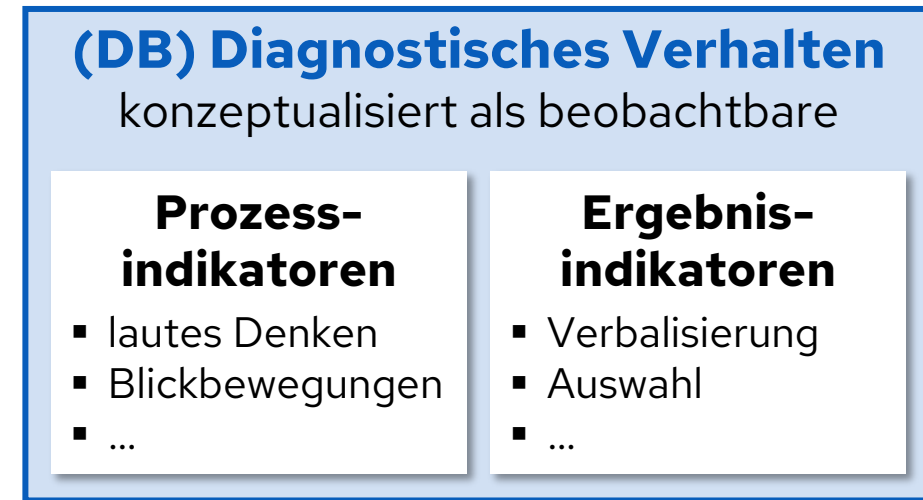 (DB) Diagnostisches Verhalten
konzeptualisiert als beobachtbare
Prozess-
indikatoren
▪ lautes Denken
▪ Blickbewegungen
▪ ...
Ergebnis-
indikatoren
▪ Verbalisierung
▪ Auswahl
▪ ...